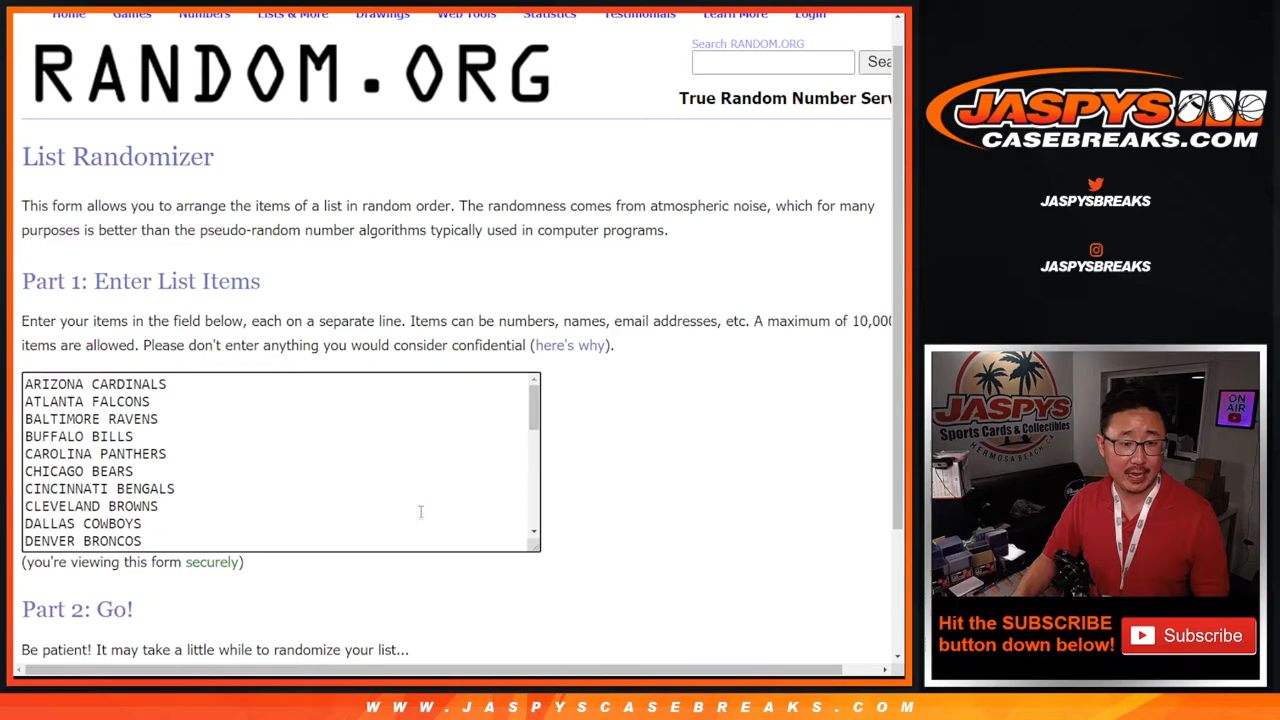 Home Games Numbers Lists & More Drawings Web Tools Statistics Testimonials Learn More Login
RANDOM.ORG
Search RANDOM.ORG
Sea
True Random Number Serv
List Randomizer
This form allows you to arrange the items of a list in random order. The randomness comes from atmospheric noise, which for many
purposes is better than the pseudo-random number algorithms typically used in computer programs.
Part 1: Enter List Items
Enter your items in the field below, each on a separate line. Items can be numbers, names, email addresses, etc. A maximum of 10,000
items are allowed. Please don't enter anything you would consider confidential (here's why).
ARIZONA CARDINALS
ATLANTA FALCONS
BALTIMORE RAVENS
BUFFALO BILLS
CAROLINA PANTHERS
CHICAGO BEARS
CINCINNATI BENGALS
CLEVELAND BROWNS
DALLAS COWBOYS
DENVER BRONCOS
(you're viewing this form securely)
Part 2: Go!
Be patient! It may take a little while to randomize your list...
JASPYS
CASEBREAKS.COM
JASPYSBREAKS
JASPYSBREAKS
JASPYS
Sports Cards & Collectibles
HERMOSA BEACH, CA
ON
AIR
Hit the SUBSCRIBE
button down below!
Subscribe
WWW.JASPYSCASEBREAKS.COM